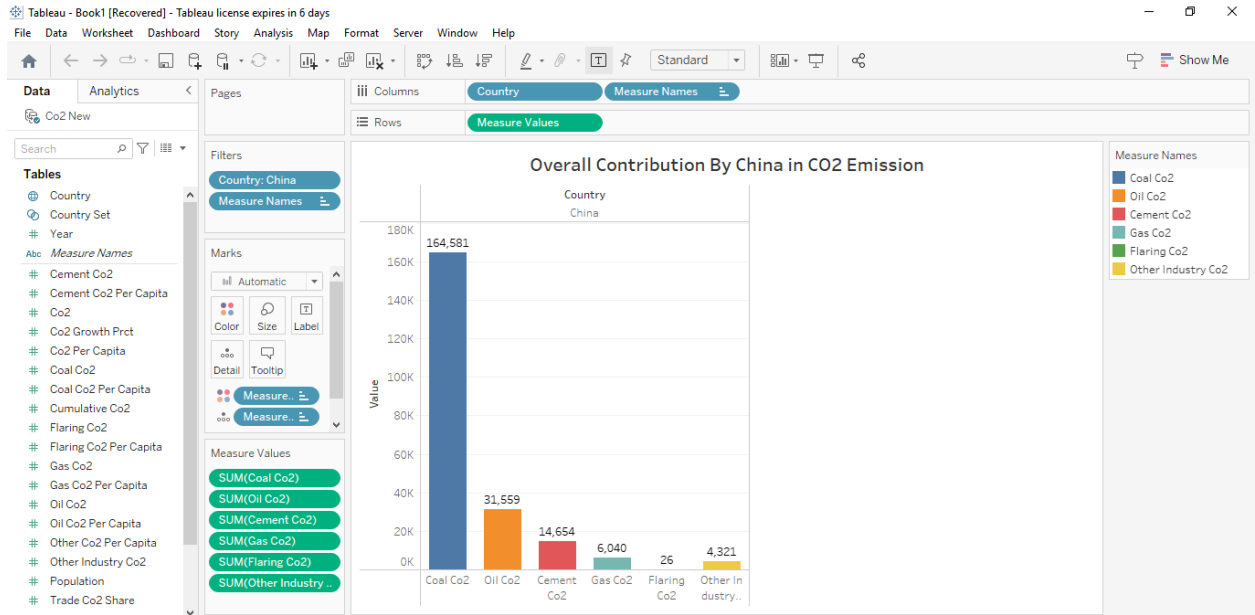 Tableau - Book1 [Recovered] - Tableau license expires in 6 days
File Data Worksheet Dashboard Story Analysis Map Format Server Window Help
Standard
Show Me
Data Analytics
Co2 New
Search
Tables
Country
Country Set
Year
Abc Measure Names
Cement Co2
Cement Co2 Per Capita
Co2
Co2 Growth Prct
Co2 Per Capita
Coal Co2
Coal Co2 Per Capita
Cumulative Co2
Flaring Co2
Flaring Co2 Per Capita
Gas Co2
Gas Co2 Per Capita
Oil Co2
Oil Co2 Per Capita
Other Co2 Per Capita
Other Industry Co2
Population
Trade Co2 Share
Pages
Filters
Country: China
Measure Names
Marks
Automatic
Color Size Label
Detail Tooltip
Measure..
Measure..
Measure Values
SUM(Coal Co2)
SUM(Oil Co2)
SUM(Cement Co2)
SUM(Gas Co2)
SUM(Flaring Co2)
SUM(Other Industry ..
Columns Country Measure Names
Rows Measure Values
Overall Contribution By China in CO2 Emission
Country
China
Value
180K
160K
140K
120K
100K
80K
60K
40K
20K
0K
164,581
31,559
14,654
6,040
26
4,321
Coal Co2 Oil Co2 Cement Gas Co2 Flaring Other In
Co2 Co2 dustry..
Measure Names
Coal Co2
Oil Co2
Cement Co2
Gas Co2
Flaring Co2
Other Industry Co2